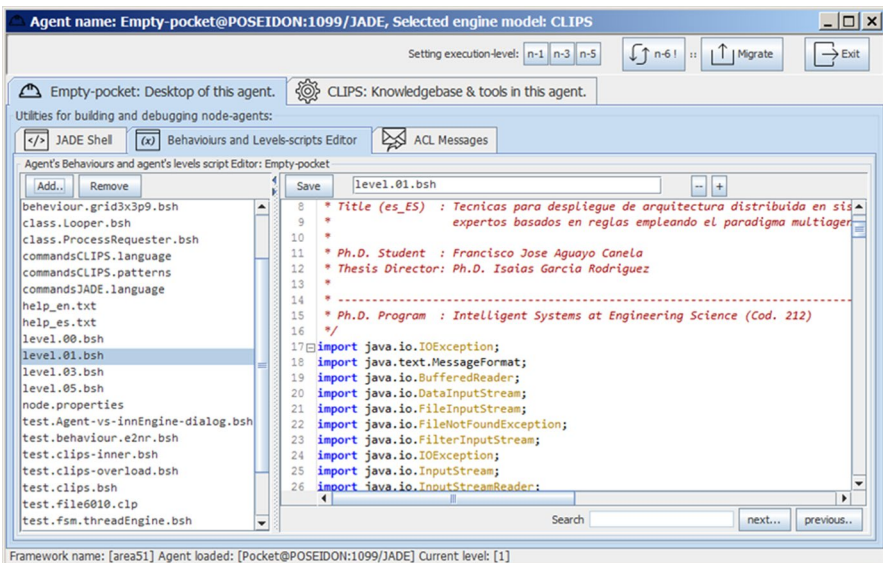 Agent name: Empty-pocket@POSEIDON:1099/JADE, Selected engine model: CLIPS
Setting execution-level: n-1 n-3 n-5 n-6 ! :: Migrate Exit
Empty-pocket: Desktop of this agent. CLIPS: Knowledgebase & tools in this agent.
Utilities for building and debugging node-agents:
</> JADE Shell (x) Behavioiurs and Levels-scripts Editor ACL Messages
Agent's Behaviours and agent's levels script Editor: Empty-pocket
Add.. Remove
beheviour.grid3x3p9.bsh
class.Looper.bsh
class.ProcessRequester.bsh
commandsCLIPS.language
commandsCLIPS.patterns
commandsJADE.language
help_en.txt
help_es.txt
level.00.bsh
level.01.bsh
level.03.bsh
level.05.bsh
node.properties
test.Agent-vs-innEngine-dialog.bsh
test.behaviour.e2nr.bsh
test.clips-inner.bsh
test.clips-overload.bsh
test.clips.bsh
test.file6010.clp
test.fsm.threadEngine.bsh
Save level.01.bsh -- +
8 * Title (es_ES) : Tecnicas para despliegue de arquitectura distribuida en sis
9 * expertos basados en reglas empleando el paradigma multiager
10 *
11 * Ph.D. Student : Francisco Jose Aguayo Canela
12 * Thesis Director: Ph.D. Isaias Garcia Rodriguez
13 *
14 * -------------------------------------------------------------------------
15 * Ph.D. Program : Intelligent Systems at Engineering Science (Cod. 212)
16 */
17 import java.io.IOException;
18 import java.text.MessageFormat;
19 import java.io.BufferedReader;
20 import java.io.DataInputStream;
21 import java.io.FileInputStream;
22 import java.io.FileNotFoundException;
23 import java.io.FilterInputStream;
24 import java.io.IOException;
25 import java.io.InputStream;
26 import java.io.InputStreamReader;
Search next... previous..
Framework name: [area51] Agent loaded: [Pocket@POSEIDON:1099/JADE] Current level: [1]